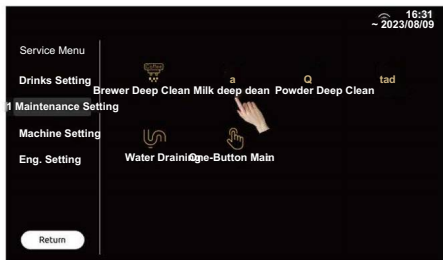 16:31
~ 2023/08/09
Service Menu
Drinks Setting
a Q tad
Brewer Deep Clean Milk deep dean Powder Deep Clean
1 Maintenance Setting
Machine Setting
Eng. Setting
Water Draining One-Button Main.
Return